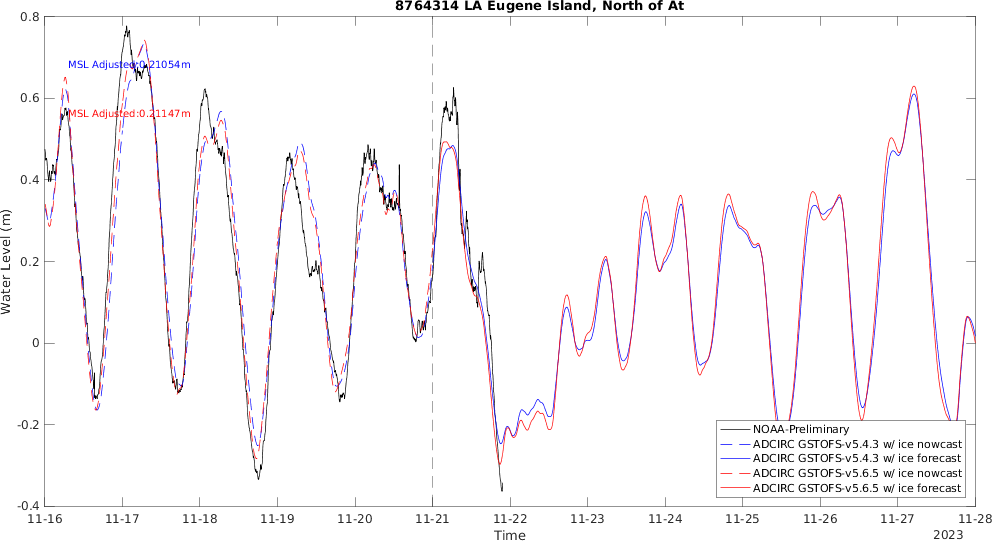 8764314 LA Eugene Island, North of At
0.8
0.6
0.4
0.2
0
-0.2
-0.4
Water Level (m)
MSL Adjusted:0.21054m
MSL Adjusted:0.21147m
NOAA-Preliminary
ADCIRC GSTOFS-v5.4.3 w/ ice nowcast
ADCIRC GSTOFS-v5.4.3 w/ ice forecast
ADCIRC GSTOFS-v5.6.5 w/ ice nowcast
ADCIRC GSTOFS-v5.6.5 w/ ice forecast
11-16 11-17 11-18 11-19 11-20 11-21 11-22 11-23 11-24 11-25 11-26 11-27 11-28
Time
2023